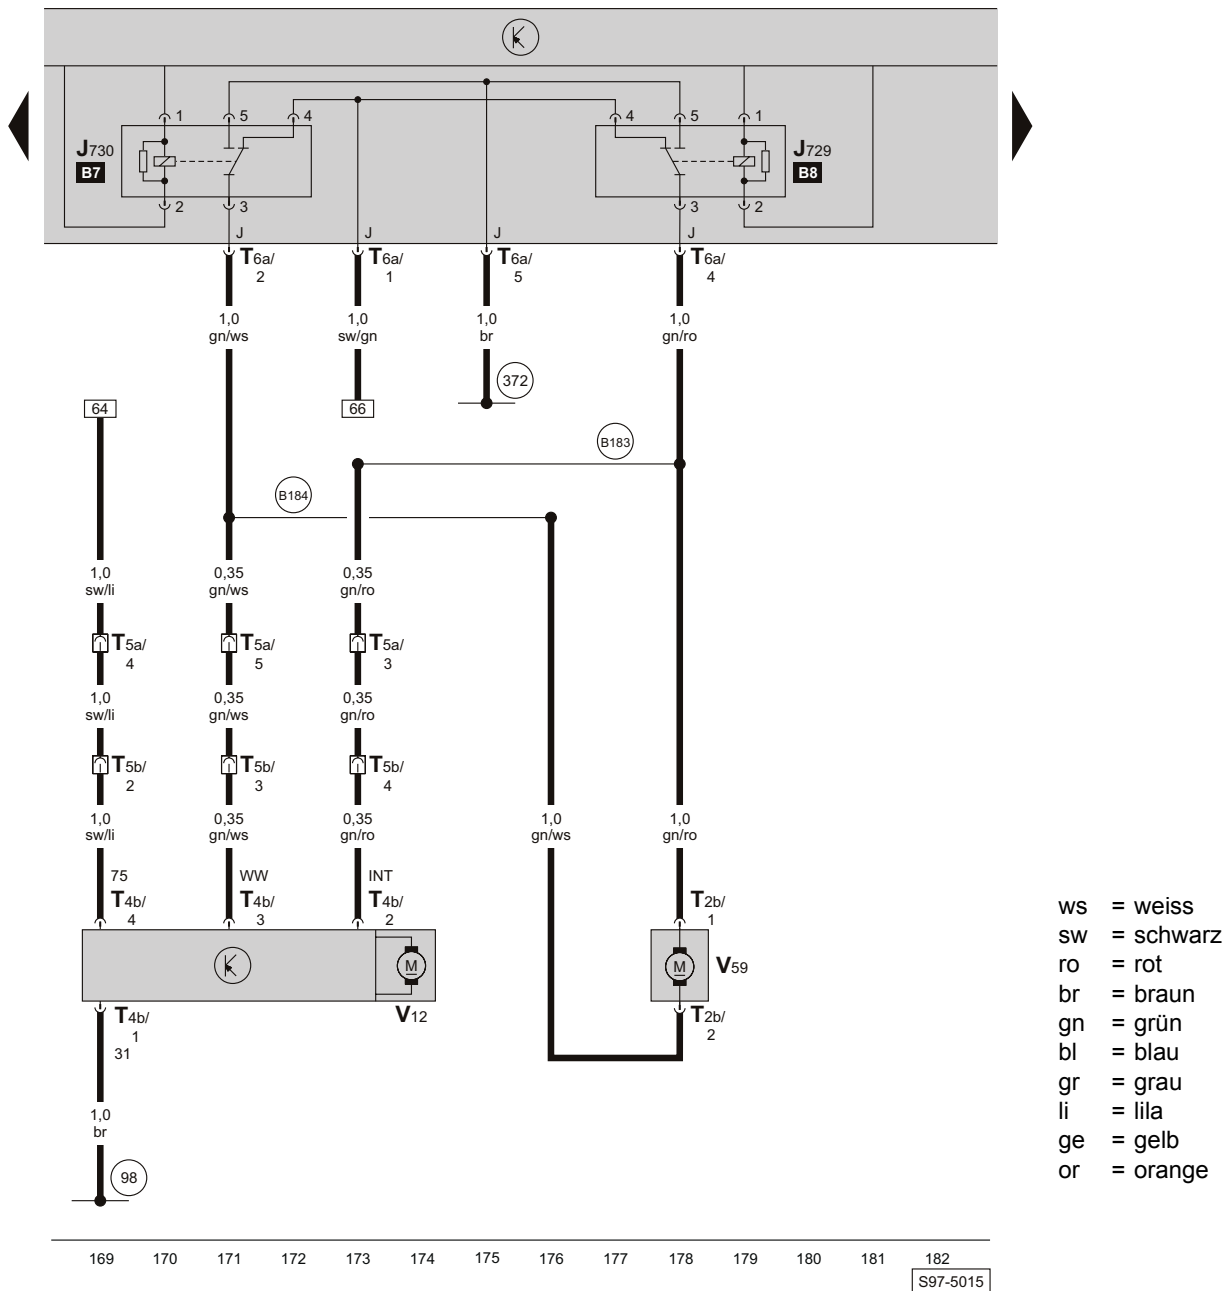 1 5 4 4 5 1
J730
B7
J729
B8
2 3 3 2
J J J J
T6a/ T6a/ T6a/ T6a/
2 1 5 4
1,0 1,0 1,0 1,0
gn/ws sw/gn br gn/ro
372
64 66
B183
B184
1,0 0,35 0,35
sw/li gn/ws gn/ro
T5a/ T5a/ T5a/
4 5 3
1,0 0,35 0,35
sw/li gn/ws gn/ro
T5b/ T5b/ T5b/
2 3 4
1,0 0,35 0,35 1,0 1,0
sw/li gn/ws gn/ro gn/ws gn/ro
75 WW INT
T4b/ T4b/ T4b/ T2b/
4 3 2 1
M M V59
T4b/ V12 T2b/
1 2
31
1,0
br
98
ws = weiss
sw = schwarz
ro = rot
br = braun
gn = grün
bl = blau
gr = grau
li = lila
ge = gelb
or = orange
169 170 171 172 173 174 175 176 177 178 179 180 181 182
S97-5015